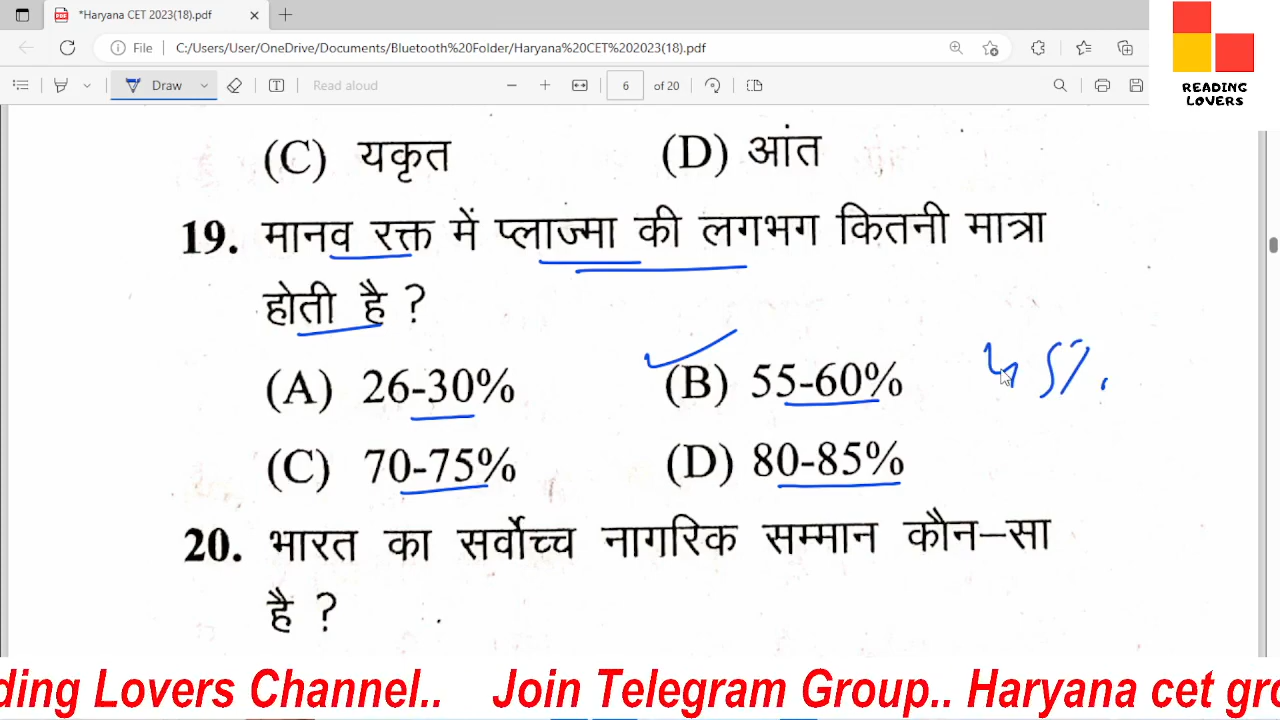 *Haryana CET 2023(18).pdf
File C:/Users/User/OneDrive/Documents/Bluetooth%20Folder/Haryana%20CET%202023(18).pdf
READING
LOVERS
Draw Read aloud 6 of 20
(C) यकृत (D) आंत
19. मानव रक्त में प्लाज्मा की लगभग कितनी मात्रा
होती है ?
(A) 26-30% (B) 55-60%
(C) 70-75% (D) 80-85%
20. भारत का सर्वोच्च नागरिक सम्मान कौन–सा
है ?
ding Lovers Channel.. Join Telegram Group.. Haryana cet gro